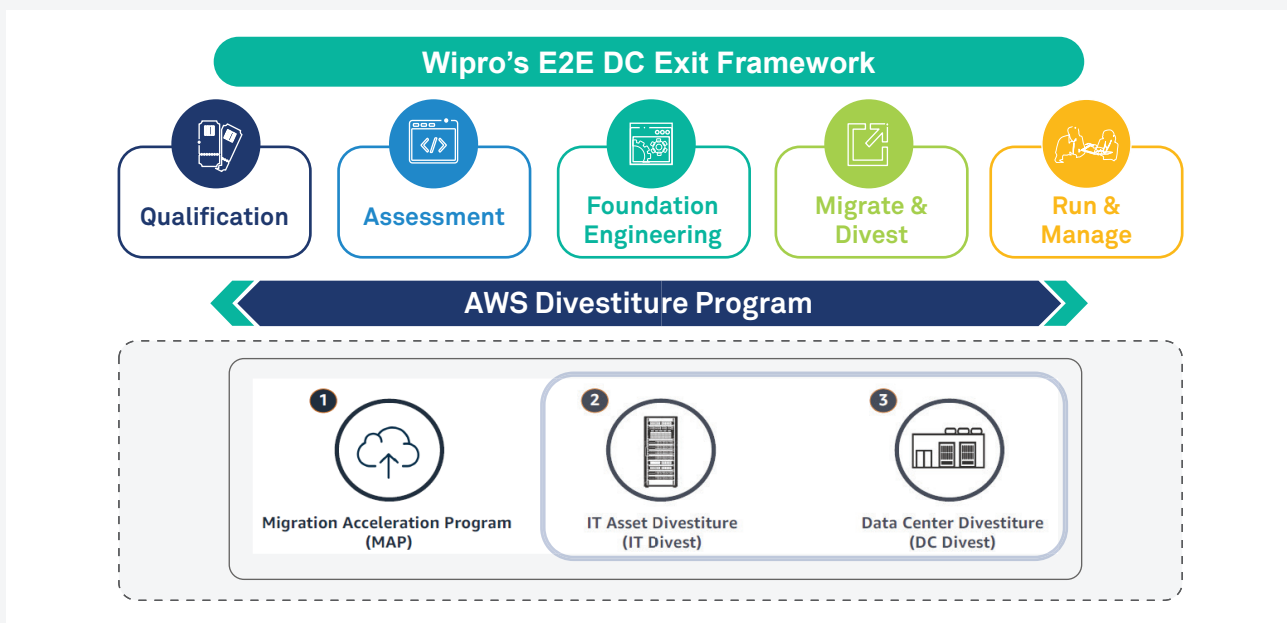 Wipro's E2E DC Exit Framework
Qualification
Assessment
Foundation
Engineering
Migrate &
Divest
Run &
Manage
AWS Divestiture Program
1
Migration Acceleration Program
(MAP)
2
IT Asset Divestiture
(IT Divest)
3
Data Center Divestiture
(DC Divest)